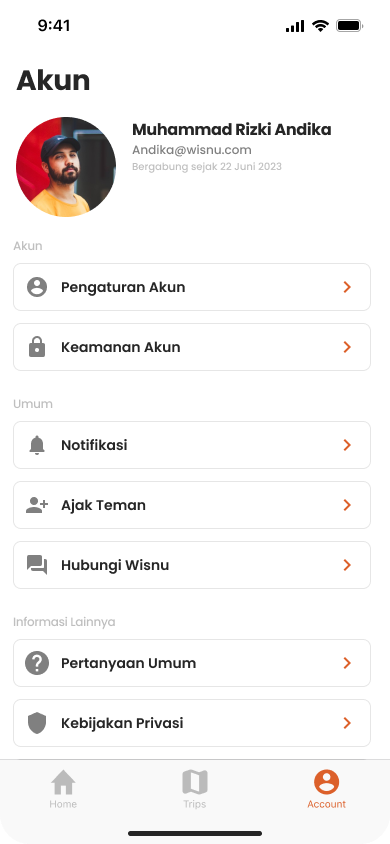 9:41
Akun
Muhammad Rizki Andika
Andika@wisnu.com
Bergabung sejak 22 Juni 2023
Akun
Pengaturan Akun
Keamanan Akun
Umum
Notifikasi
Ajak Teman
Hubungi Wisnu
Informasi Lainnya
Pertanyaan Umum
Kebijakan Privasi
Home
Trips
Account